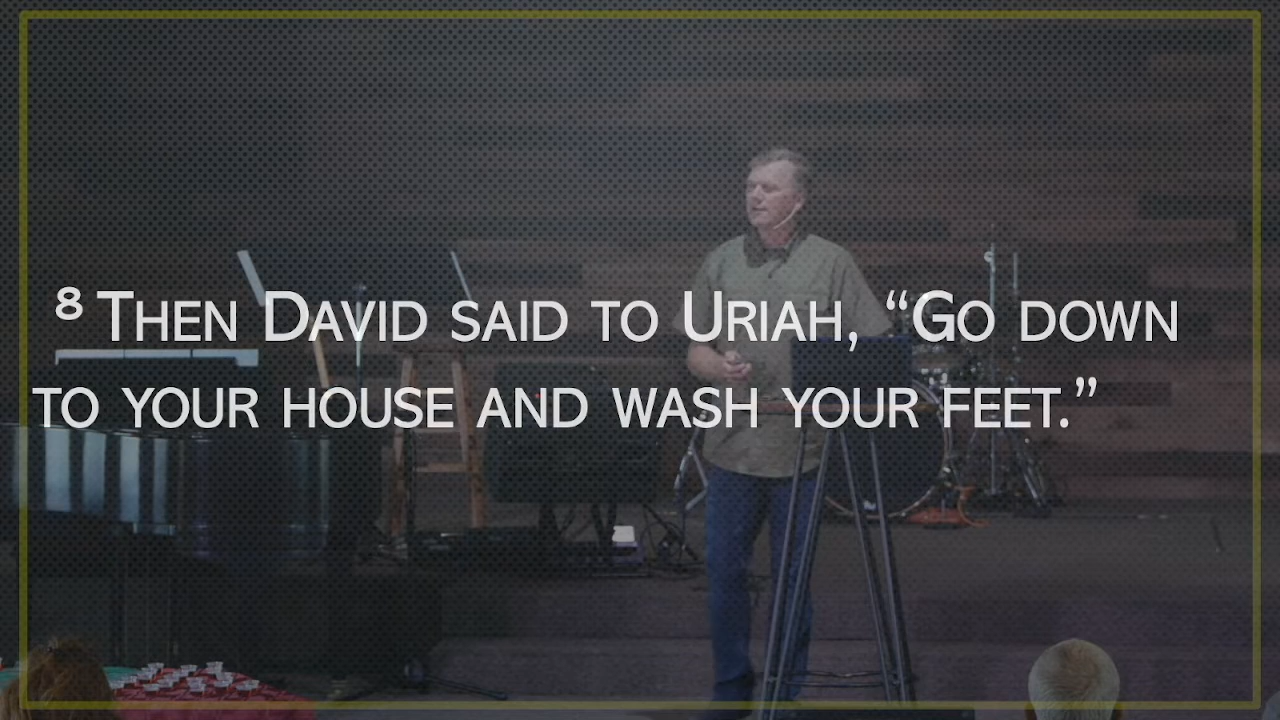 8 Then David said to Uriah, “Go down
to your house and wash your feet.”